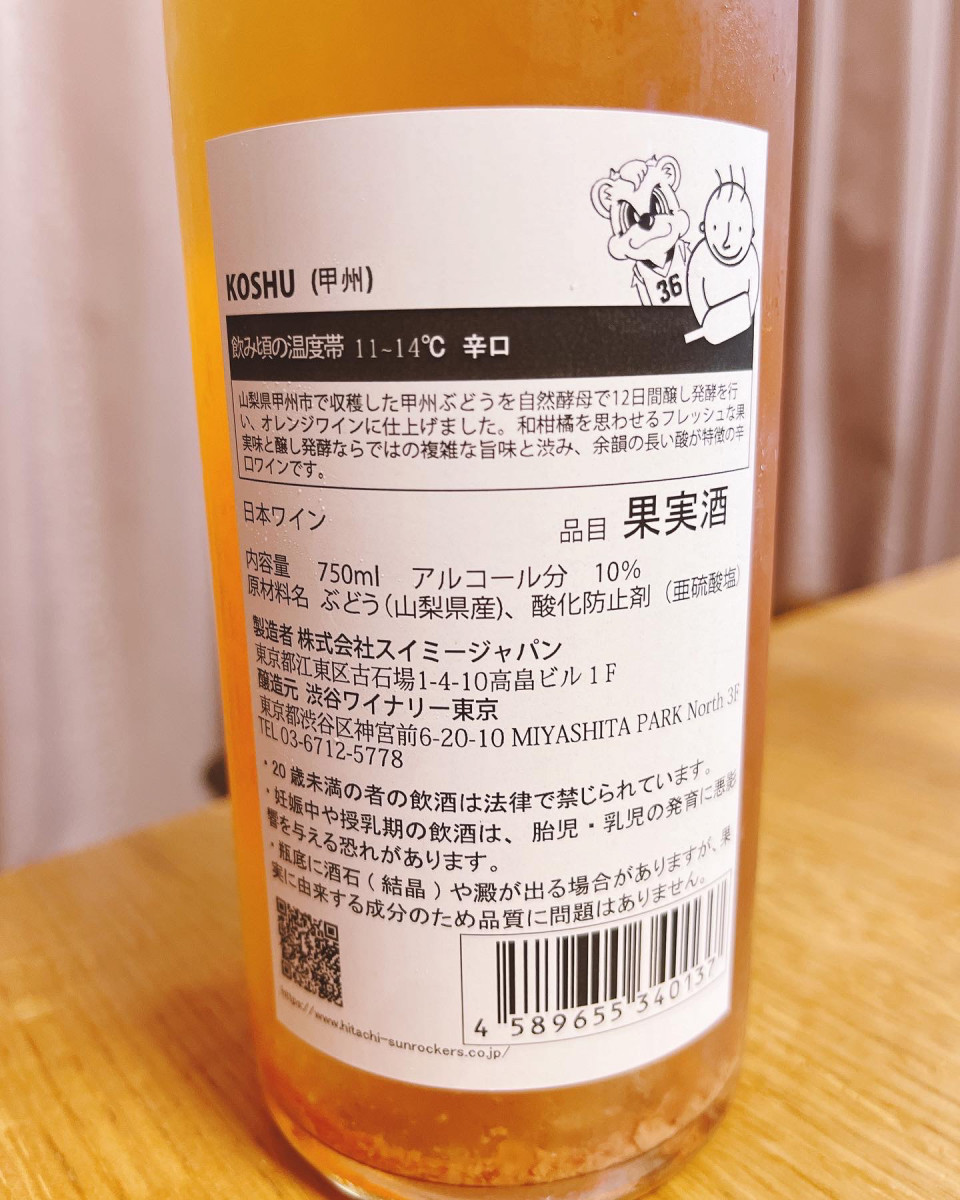 36
KOSHU (甲州)
飲み頃の温度帯 11~14℃ 辛口
山梨県甲州市で収穫した甲州ぶどうを自然酵母で12日間醸し発酵を行
い、オレンジワインに仕上げました。和柑橘を思わせるフレッシュな果
実味と醸し発酵ならではの複雑な旨味と渋み、余韻の長い酸が特徴の辛
口ワインです。
日本ワイン
品目 果実酒
内容量 750ml アルコール分 10%
原材料名 ぶどう(山梨県産)、酸化防止剤(亜硫酸塩)
製造者 株式会社スイミージャパン
東京都江東区古石場1-4-10高畠ビル1F
醸造元 渋谷ワイナリー東京
東京都渋谷区神宮前6-20-10 MIYASHITA PARK North 3F
TEL 03-6712-5778
・20歳未満の者の飲酒は法律で禁じられています。
・妊娠中や授乳期の飲酒は、胎児・乳児の発育に悪影
響を与える恐れがあります。
・瓶底に酒石(結晶)や澱が出る場合がありますが、果
実に由来する成分のため品質に問題はありません。
4 589655 340137
https://www.hitachi-sunrockers.co.jp/